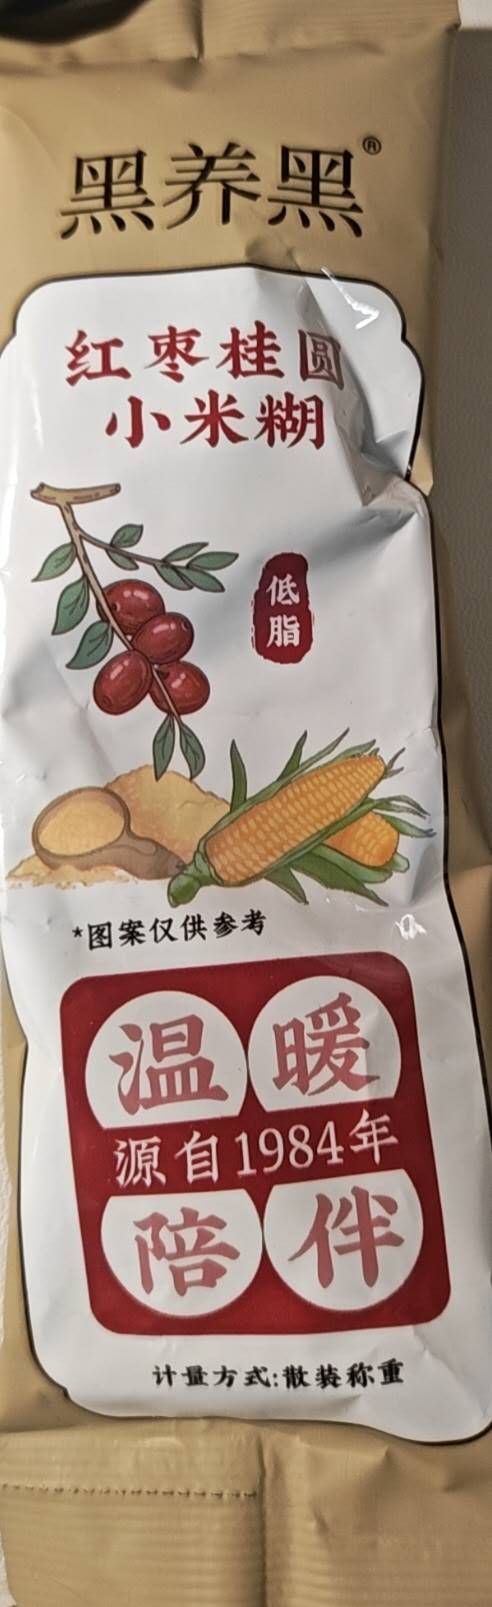 黑养黑®
红枣桂圆
小米糊
低
脂
*图案仅供参考
温暖
源自1984年
陪伴
计量方式:散装称重